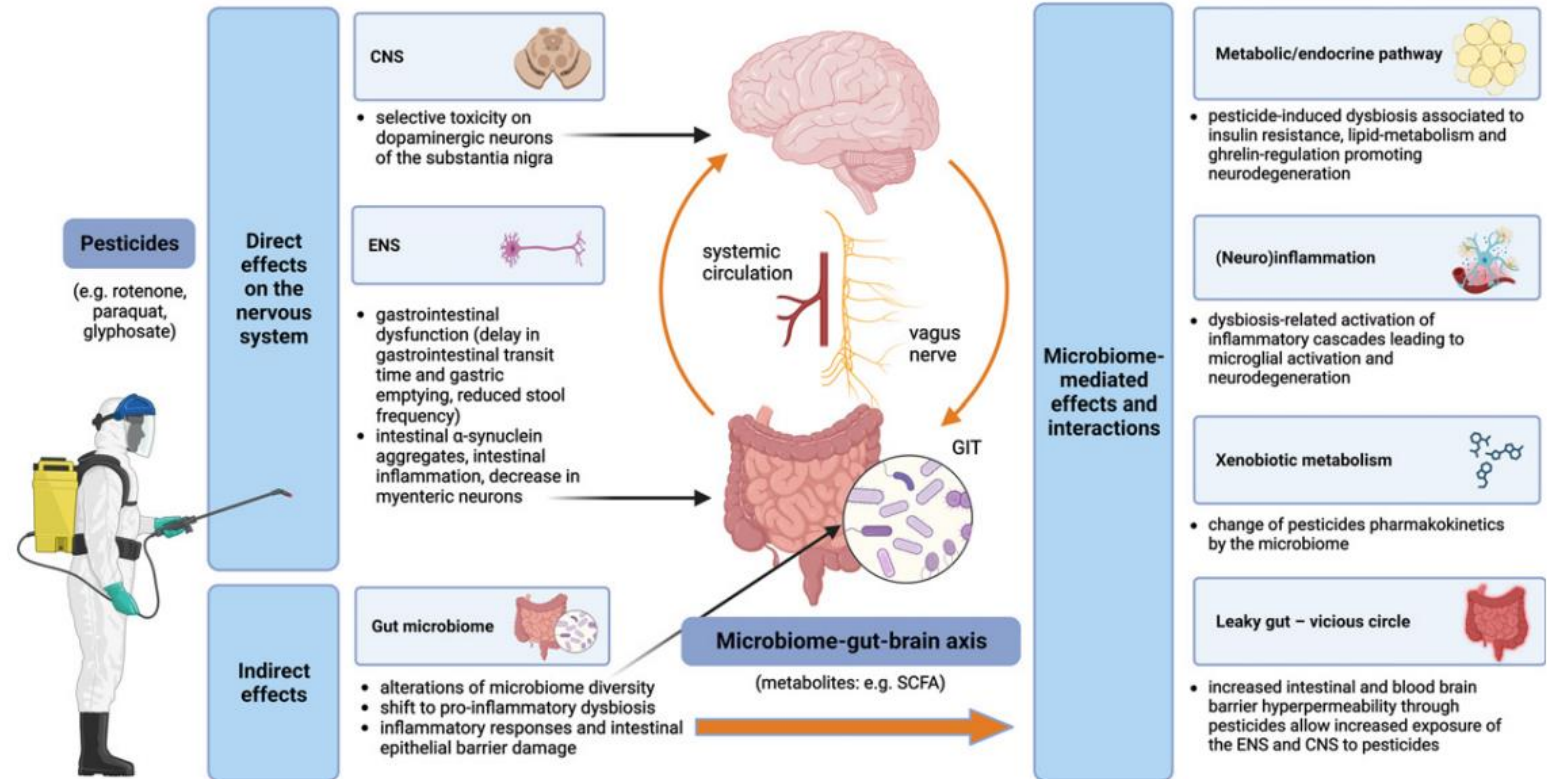 Pesticides
(e.g. rotenone,
paraquat,
glyphosate)
Direct
effects
on the
nervous
system
CNS
• selective toxicity on
dopaminergic neurons
of the substantia nigra
ENS
• gastrointestinal
dysfunction (delay in
gastrointestinal transit
time and gastric
emptying, reduced stool
frequency)
• intestinal α-synuclein
aggregates, intestinal
inflammation, decrease in
myenteric neurons
Indirect
effects
Gut microbiome
• alterations of microbiome diversity
• shift to pro-inflammatory dysbiosis
• inflammatory responses and intestinal
epithelial barrier damage
systemic
circulation
vagus
nerve
GIT
Microbiome-gut-brain axis
(metabolites: e.g. SCFA)
Microbiome-
mediated
effects and
interactions
Metabolic/endocrine pathway
• pesticide-induced dysbiosis associated to
insulin resistance, lipid-metabolism and
ghrelin-regulation promoting
neurodegeneration
(Neuro)inflammation
• dysbiosis-related activation of
inflammatory cascades leading to
microglial activation and
neurodegeneration
Xenobiotic metabolism
• change of pesticides pharmakokinetics
by the microbiome
Leaky gut – vicious circle
• increased intestinal and blood brain
barrier hyperpermeability through
pesticides allow increased exposure of
the ENS and CNS to pesticides